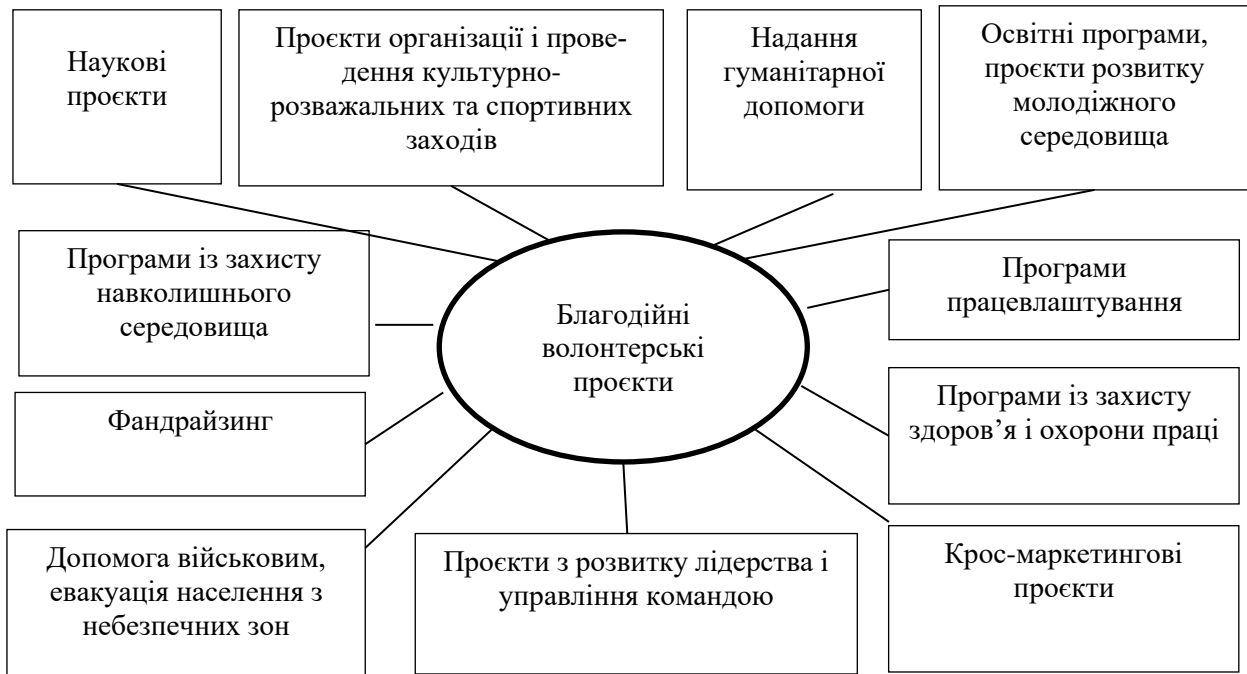 Наукові
проєкти
Проєкти організації і прове-
дення культурно-
розважальних та спортивних
заходів
Надання
гуманітарної
допомоги
Освітні програми,
проєкти розвитку
молодіжного
середовища
Програми із захисту
навколишнього
середовища
Благодійні
волонтерські
проєкти
Програми
працевлаштування
Фандрайзинг
Програми із захисту
здоров’я і охорони праці
Допомога військовим,
евакуація населення з
небезпечних зон
Проєкти з розвитку лідерства і
управління командою
Крос-маркетингові
проєкти